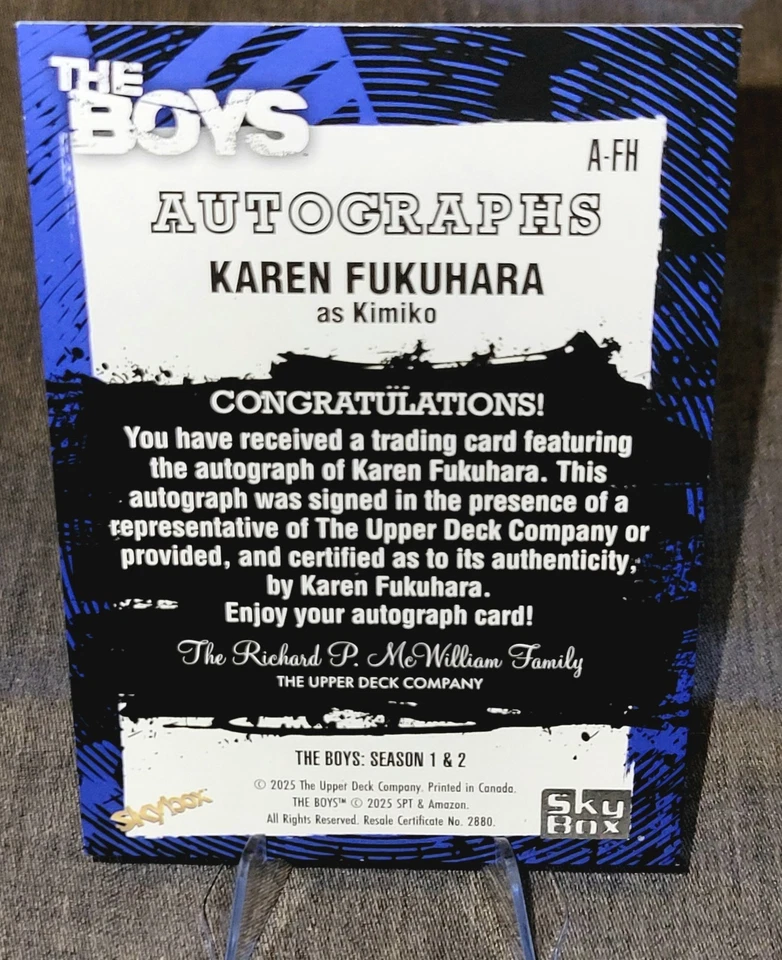 THE
BOYS
A-FH
AUTOGRAPHS
KAREN FUKUHARA
as Kimiko
CONGRATULATIONS!
You have received a trading card featuring
the autograph of Karen Fukuhara. This
autograph was signed in the presence of a
representative of The Upper Deck Company or
provided, and certified as to its authenticity,
by Karen Fukuhara.
Enjoy your autograph card!
The Richard P. McWilliam Family
THE UPPER DECK COMPANY
THE BOYS: SEASON 1 & 2
© 2025 The Upper Deck Company. Printed in Canada.
THE BOYS™ © 2025 SPT & Amazon.
All Rights Reserved. Resale Certificate No. 2880.
skybox
Sky
Box